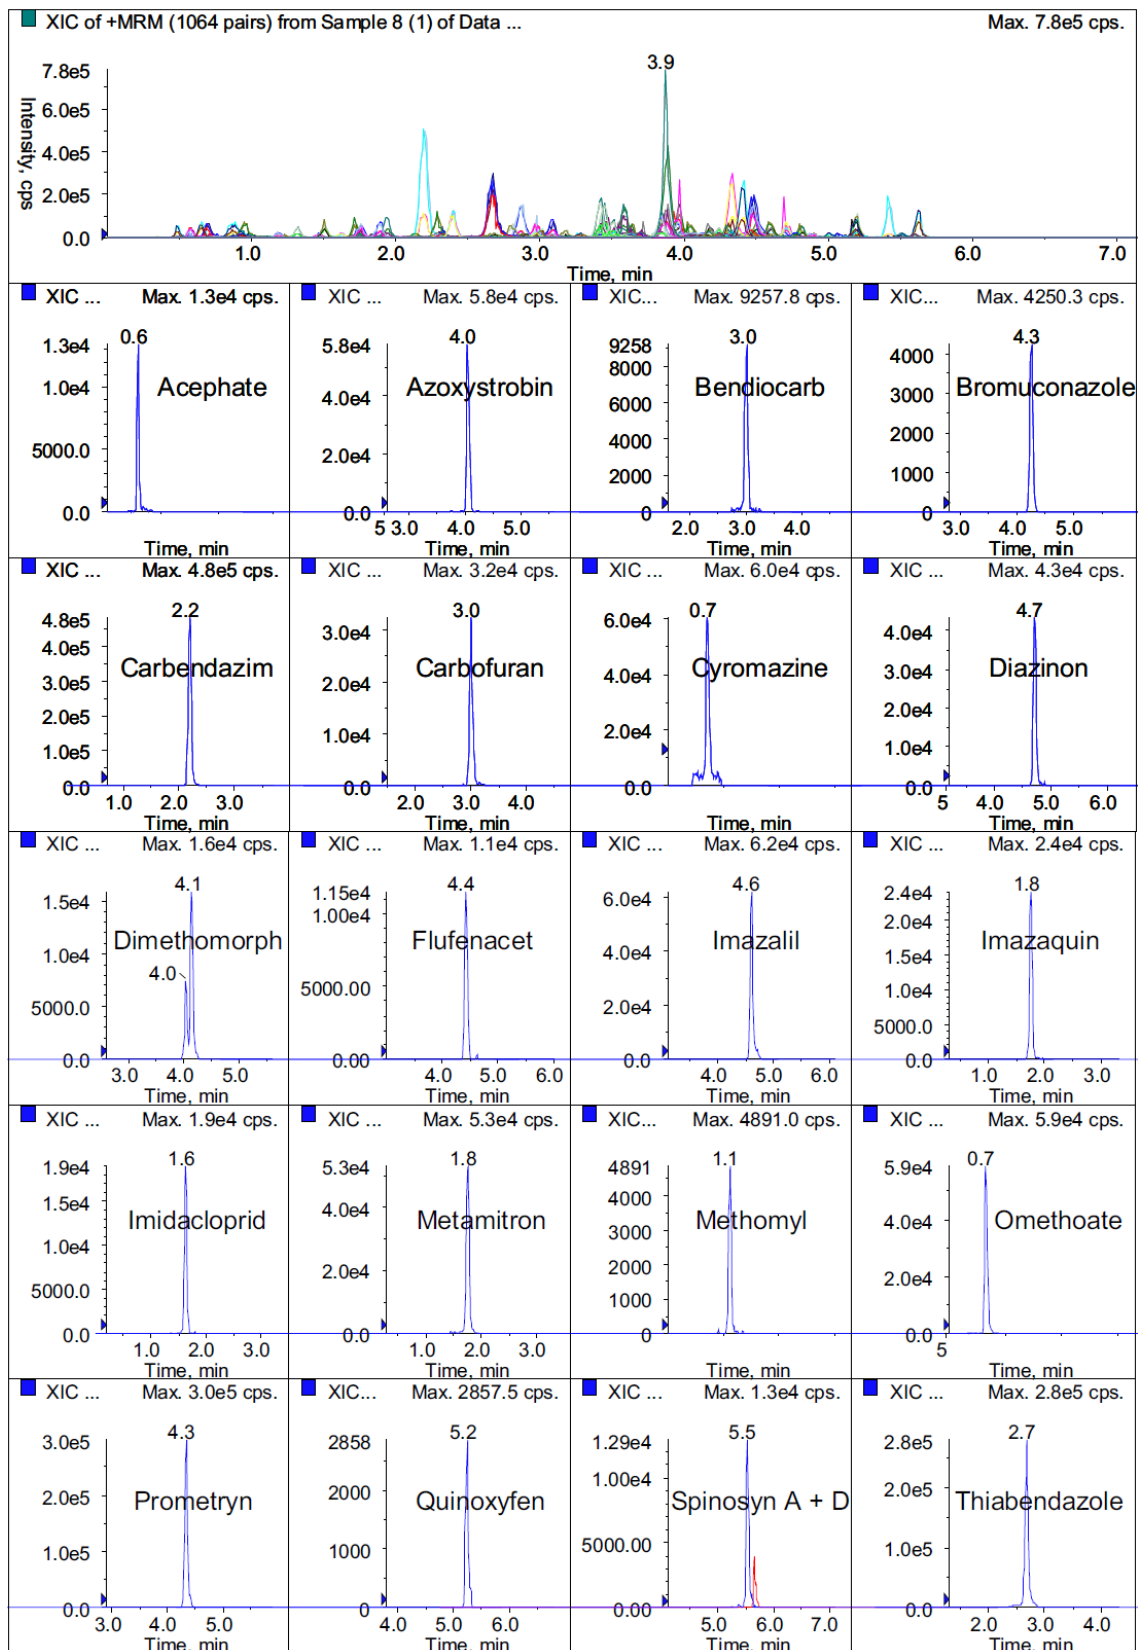 XIC of +MRM (1064 pairs) from Sample 8 (1) of Data ... Max. 7.8e5 cps.
3.9
7.8e5
6.0e5
4.0e5
2.0e5
0.0
Intensity, cps
1.0 2.0 3.0 4.0 5.0 6.0 7.0
Time, min
XIC ... Max. 1.3e4 cps.
0.6
1.3e4
1.0e4
Acephate
5000.0
0.0
Time, min
XIC ... Max. 5.8e4 cps.
4.0
5.8e4
Azoxystrobin
4.0e4
2.0e4
0.0
5 3.0 4.0 5.0
Time, min
XIC... Max. 9257.8 cps.
3.0
9258
8000
Bendiocarb
6000
4000
2000
0
2.0 3.0 4.0
Time, min
XIC... Max. 4250.3 cps.
4.3
4000
Bromuconazole
3000
2000
1000
0
3.0 4.0 5.0
Time, min
XIC ... Max. 4.8e5 cps.
2.2
4.8e5
4.0e5
Carbendazim
3.0e5
2.0e5
1.0e5
0.0
1.0 2.0 3.0
Time, min
XIC ... Max. 3.2e4 cps.
3.0
3.0e4
Carbofuran
2.0e4
1.0e4
0.0
2.0 3.0 4.0
Time, min
XIC ... Max. 6.0e4 cps.
0.7
6.0e4
Cyromazine
4.0e4
2.0e4
0.0
Time, min
XIC ... Max. 4.3e4 cps.
4.7
4.0e4
Diazinon
3.0e4
2.0e4
1.0e4
0.0
5 4.0 5.0 6.0
Time, min
XIC ... Max. 1.6e4 cps.
4.1
1.5e4
Dimethomorph
1.0e4
4.0
5000.0
0.0
3.0 4.0 5.0
Time, min
XIC ... Max. 1.1e4 cps.
4.4
1.15e4
1.00e4
Flufenacet
5000.00
0.00
4.0 5.0 6.0
Time, min
XIC ... Max. 6.2e4 cps.
4.6
6.0e4
Imazalil
4.0e4
2.0e4
0.0
4.0 5.0 6.0
Time, min
XIC ... Max. 2.4e4 cps.
1.8
2.4e4
2.0e4
Imazaquin
1.5e4
1.0e4
5000.0
0.0
1.0 2.0 3.0
Time, min
XIC ... Max. 1.9e4 cps.
1.6
1.9e4
1.5e4
Imidacloprid
1.0e4
5000.0
0.0
1.0 2.0 3.0
Time, min
XIC ... Max. 5.3e4 cps.
1.8
5.3e4
4.0e4
Metamitron
2.0e4
0.0
1.0 2.0 3.0
Time, min
XIC... Max. 4891.0 cps.
1.1
4891
4000
Methomyl
3000
2000
1000
0
Time, min
XIC ... Max. 5.9e4 cps.
0.7
5.9e4
Omethoate
4.0e4
2.0e4
0.0
5
Time, min
XIC ... Max. 3.0e5 cps.
4.3
3.0e5
2.0e5
Prometryn
1.0e5
0.0
3.0 4.0 5.0
Time, min
XIC... Max. 2857.5 cps.
5.2
2858
2000
Quinoxyfen
1000
0
4.0 5.0 6.0
Time, min
XIC ... Max. 1.3e4 cps.
5.5
1.29e4
1.00e4
Spinosyn A + D
5000.00
0.00
5.0 6.0 7.0
Time, min
XIC ... Max. 2.8e5 cps.
2.7
2.8e5
2.0e5
Thiabendazole
1.0e5
0.0
2.0 3.0 4.0
Time, min